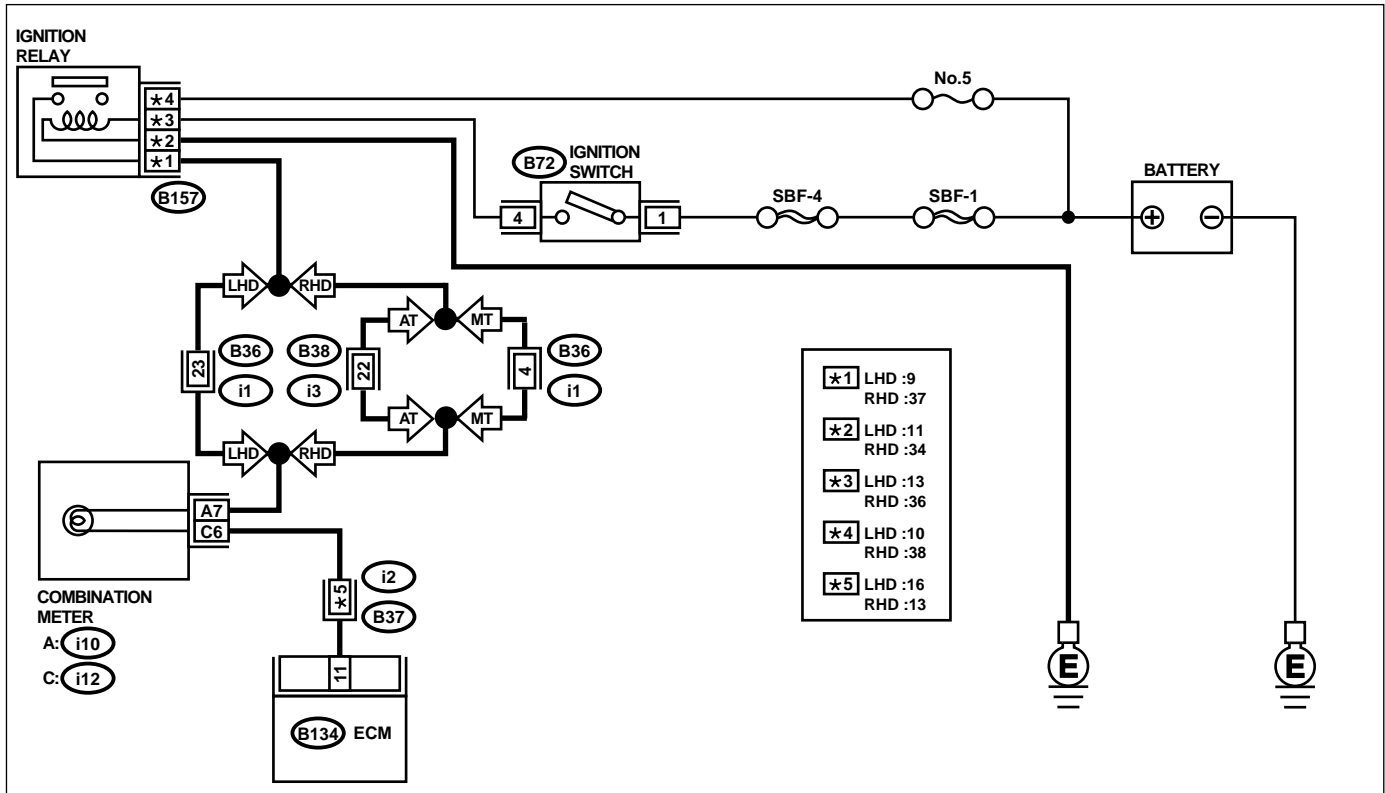 IGNITION
RELAY
*4
*3
*2
*1
B157
No.5
B72
IGNITION
SWITCH
4
1
SBF-4
SBF-1
BATTERY
+
−
LHD
RHD
AT
MT
23
B36
i1
B38
i3
22
4
B36
i1
AT
MT
LHD
RHD
*1 LHD :9
RHD :37
*2 LHD :11
RHD :34
*3 LHD :13
RHD :36
*4 LHD :10
RHD :38
*5 LHD :16
RHD :13
A7
C6
COMBINATION
METER
A: i10
C: i12
*5
i2
B37
11
B134 ECM
E
E